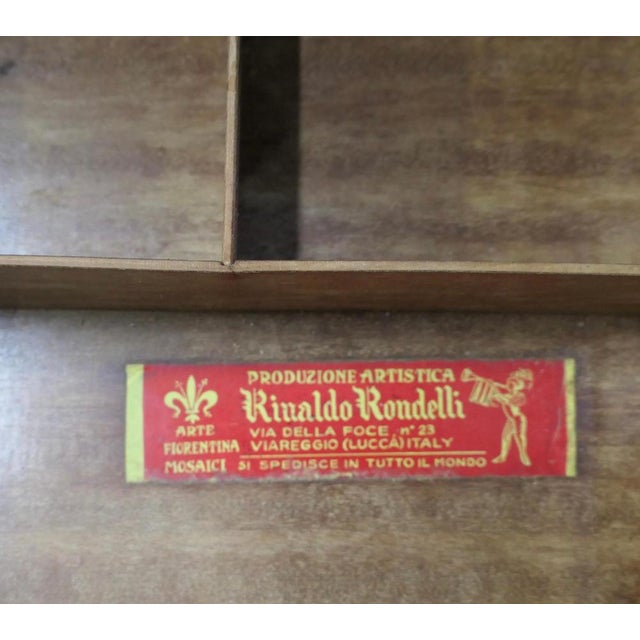 PRODUZIONE ARTISTICA
Rinaldo Rondelli
VIA DELLA FOCE, n° 23
VIAREGGIO (LUCCA) ITALY
SI SPEDISCE IN TUTTO IL MONDO
ARTE
FIORENTINA
MOSAICI